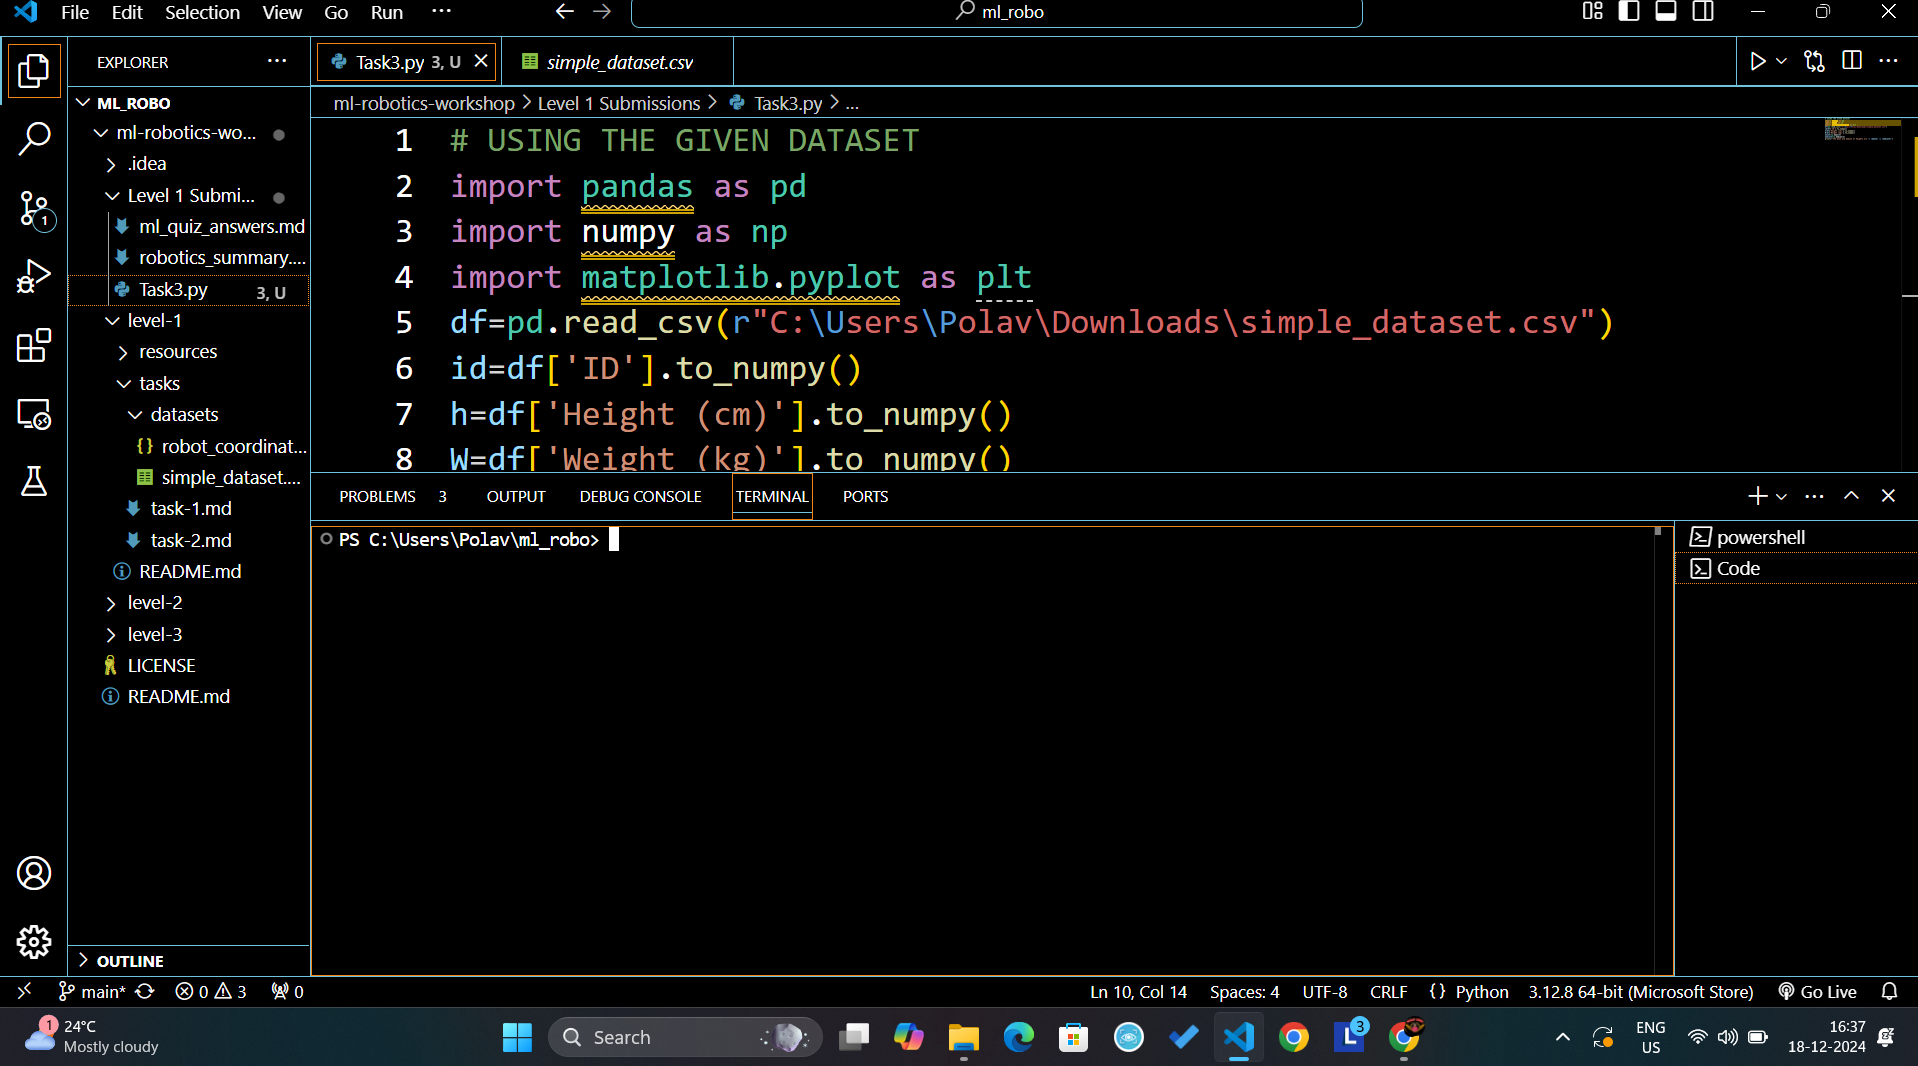 File Edit Selection View Go Run ··· ml_robo
EXPLORER ···
ML_ROBO
ml-robotics-wo...
.idea
Level 1 Submi...
ml_quiz_answers.md
robotics_summary....
Task3.py 3, U
level-1
resources
tasks
datasets
robot_coordinat...
simple_dataset....
task-1.md
task-2.md
README.md
level-2
level-3
LICENSE
README.md
OUTLINE
Task3.py 3, U simple_dataset.csv
ml-robotics-workshop > Level 1 Submissions > Task3.py > ...
1 # USING THE GIVEN DATASET
2 import pandas as pd
3 import numpy as np
4 import matplotlib.pyplot as plt
5 df=pd.read_csv(r"C:\Users\Polav\Downloads\simple_dataset.csv")
6 id=df['ID'].to_numpy()
7 h=df['Height (cm)'].to_numpy()
8 W=df['Weight (kg)'].to_numpy()
PROBLEMS 3 OUTPUT DEBUG CONSOLE TERMINAL PORTS
PS C:\Users\Polav\ml_robo>
powershell
Code
1
main* 0 3 0 Ln 10, Col 14 Spaces: 4 UTF-8 CRLF {} Python 3.12.8 64-bit (Microsoft Store) Go Live
1
24°C
Mostly cloudy
Search
L 3
ENG
US
16:37
18-12-2024